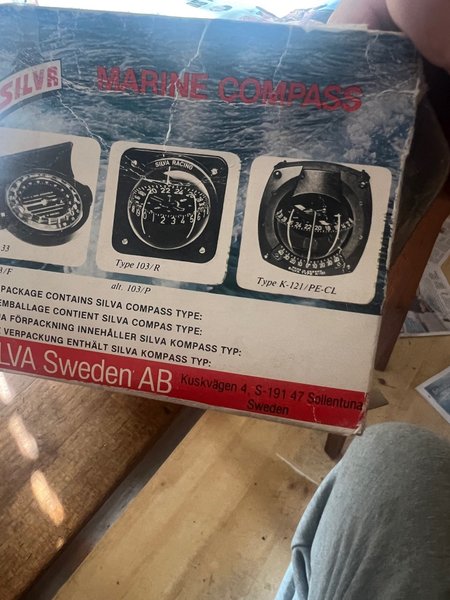 SILVA
MARINE COMPASS
SILVA RACING
33
/F
Type 103/R
alt. 103/P
Type K-121/PE-CL
PACKAGE CONTAINS SILVA COMPASS TYPE:
EMBALLAGE CONTIENT SILVA COMPAS TYPE:
FÖRPACKNING INNEHÅLLER SILVA KOMPASS TYP:
VERPACKUNG ENTHÄLT SILVA KOMPASS TYP:
LVA Sweden AB
Kuskvägen 4, S-191 47 Sollentuna
Sweden